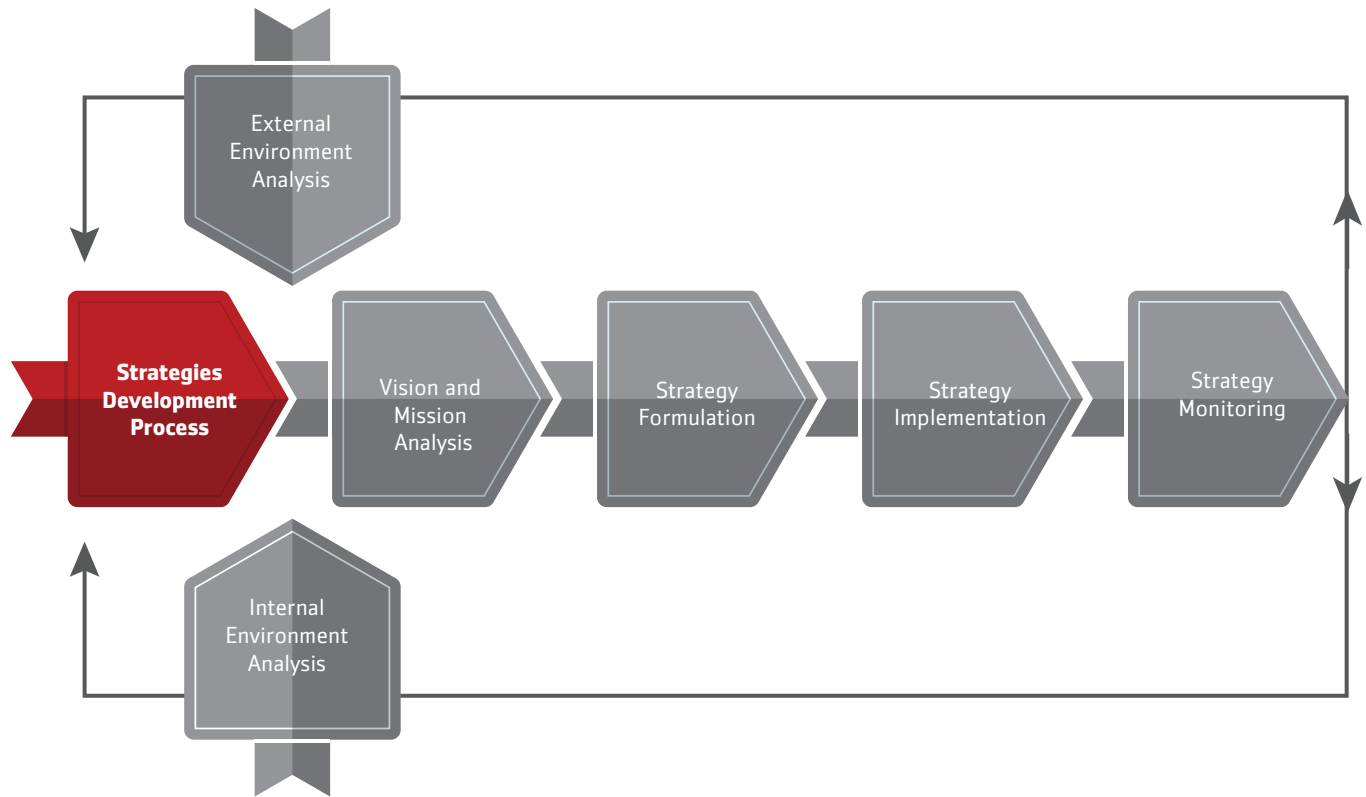 External
Environment
Analysis
Strategies
Development
Process
Vision and
Mission
Analysis
Strategy
Formulation
Strategy
Implementation
Strategy
Monitoring
Internal
Environment
Analysis